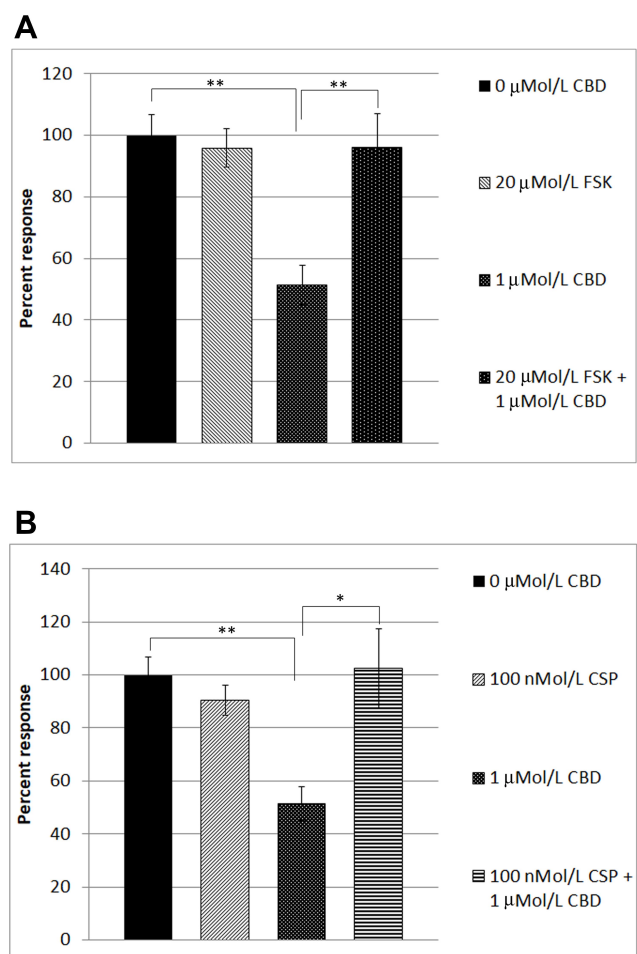 A
120
100
80
60
40
20
0
Percent response
**
**
0 μMol/L CBD
20 μMol/L FSK
1 μMol/L CBD
20 μMol/L FSK +
1 μMol/L CBD
B
140
120
100
80
60
40
20
0
Percent response
**
*
0 μMol/L CBD
100 nMol/L CSP
1 μMol/L CBD
100 nMol/L CSP +
1 μMol/L CBD